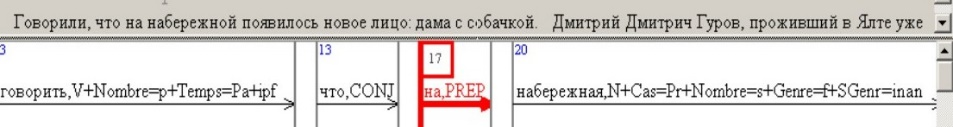 Говорили, что на набережной появилось новое лицо: дама с собачкой. Дмитрий Дмитрич Гуров, проживший в Ялте уже
3 13 17 20
говорить,V+Nombre=p+Temps=Pa+ipf что,CONJ на,PREP набережная,N+Cas=Pr+Nombre=s+Genre=f+SGenr=inan